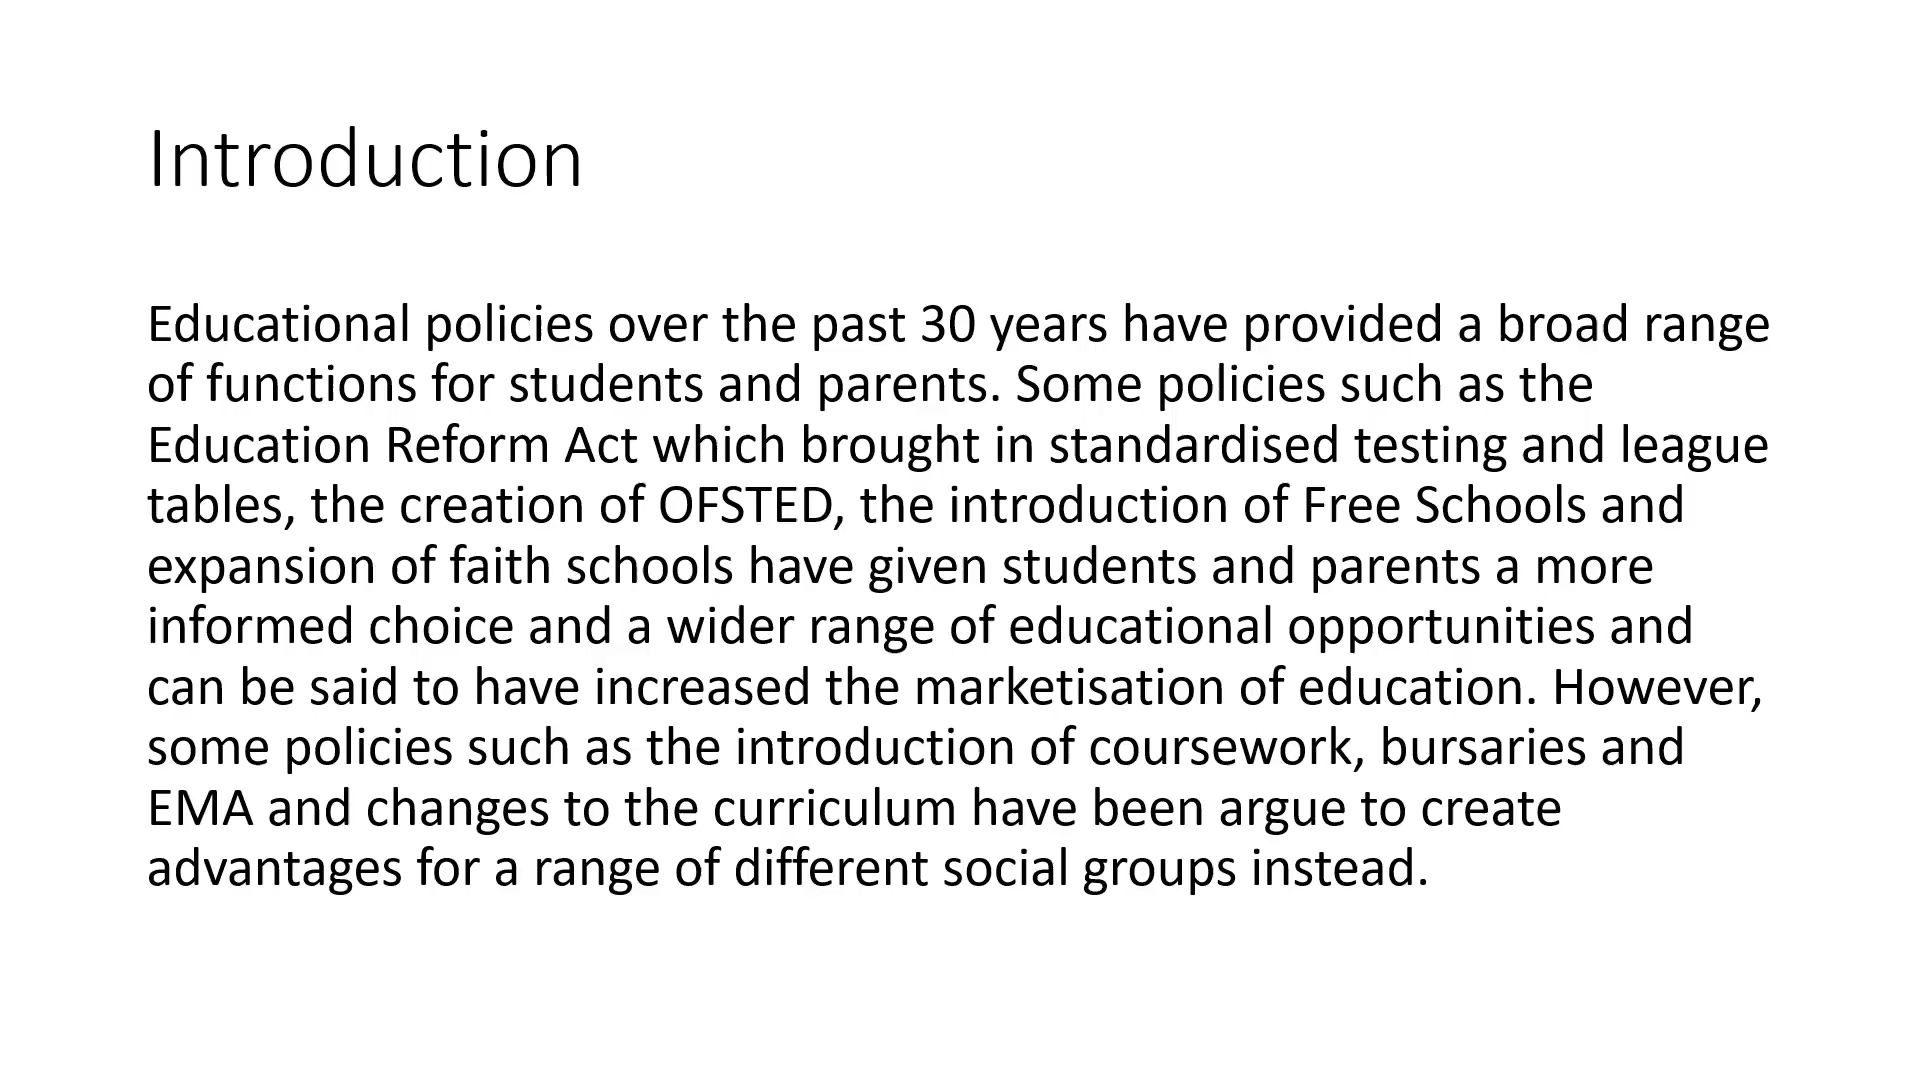 Introduction
Educational policies over the past 30 years have provided a broad range
of functions for students and parents. Some policies such as the
Education Reform Act which brought in standardised testing and league
tables, the creation of OFSTED, the introduction of Free Schools and
expansion of faith schools have given students and parents a more
informed choice and a wider range of educational opportunities and
can be said to have increased the marketisation of education. However,
some policies such as the introduction of coursework, bursaries and
EMA and changes to the curriculum have been argue to create
advantages for a range of different social groups instead.